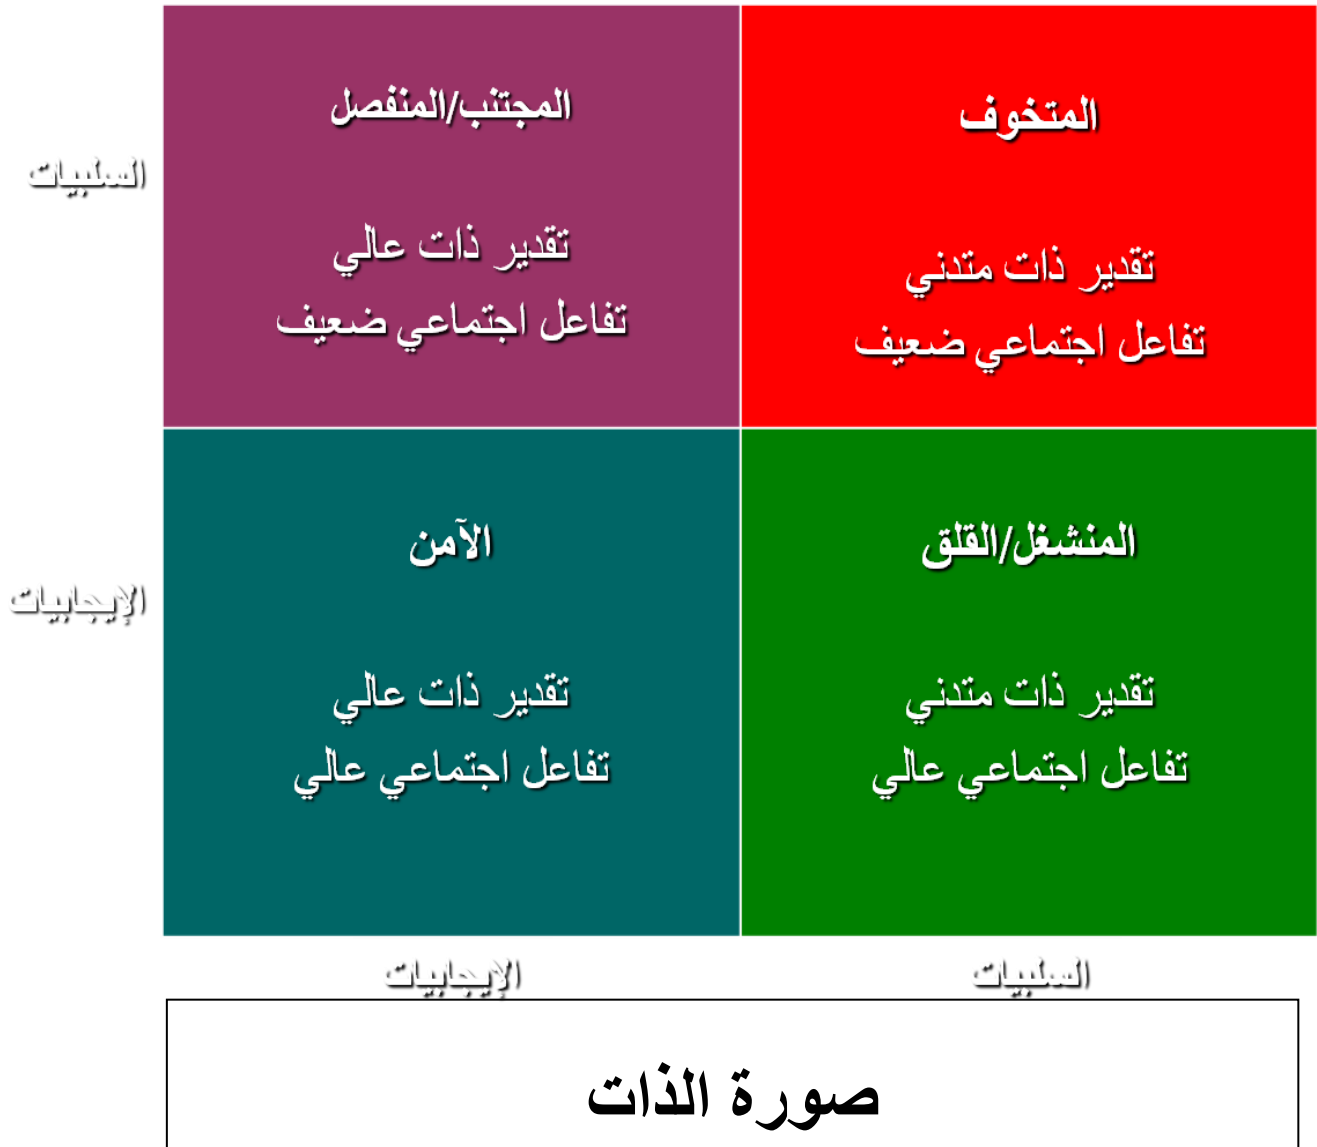 المتخوف
تقدير ذات متدني
تفاعل اجتماعي ضعيف
المجتنب/المنفصل
تقدير ذات عالي
تفاعل اجتماعي ضعيف
السلبيات
المنشغل/القلق
تقدير ذات متدني
تفاعل اجتماعي عالي
الآمن
تقدير ذات عالي
تفاعل اجتماعي عالي
الإيجابيات
السلبيات
الإيجابيات
صورة الذات